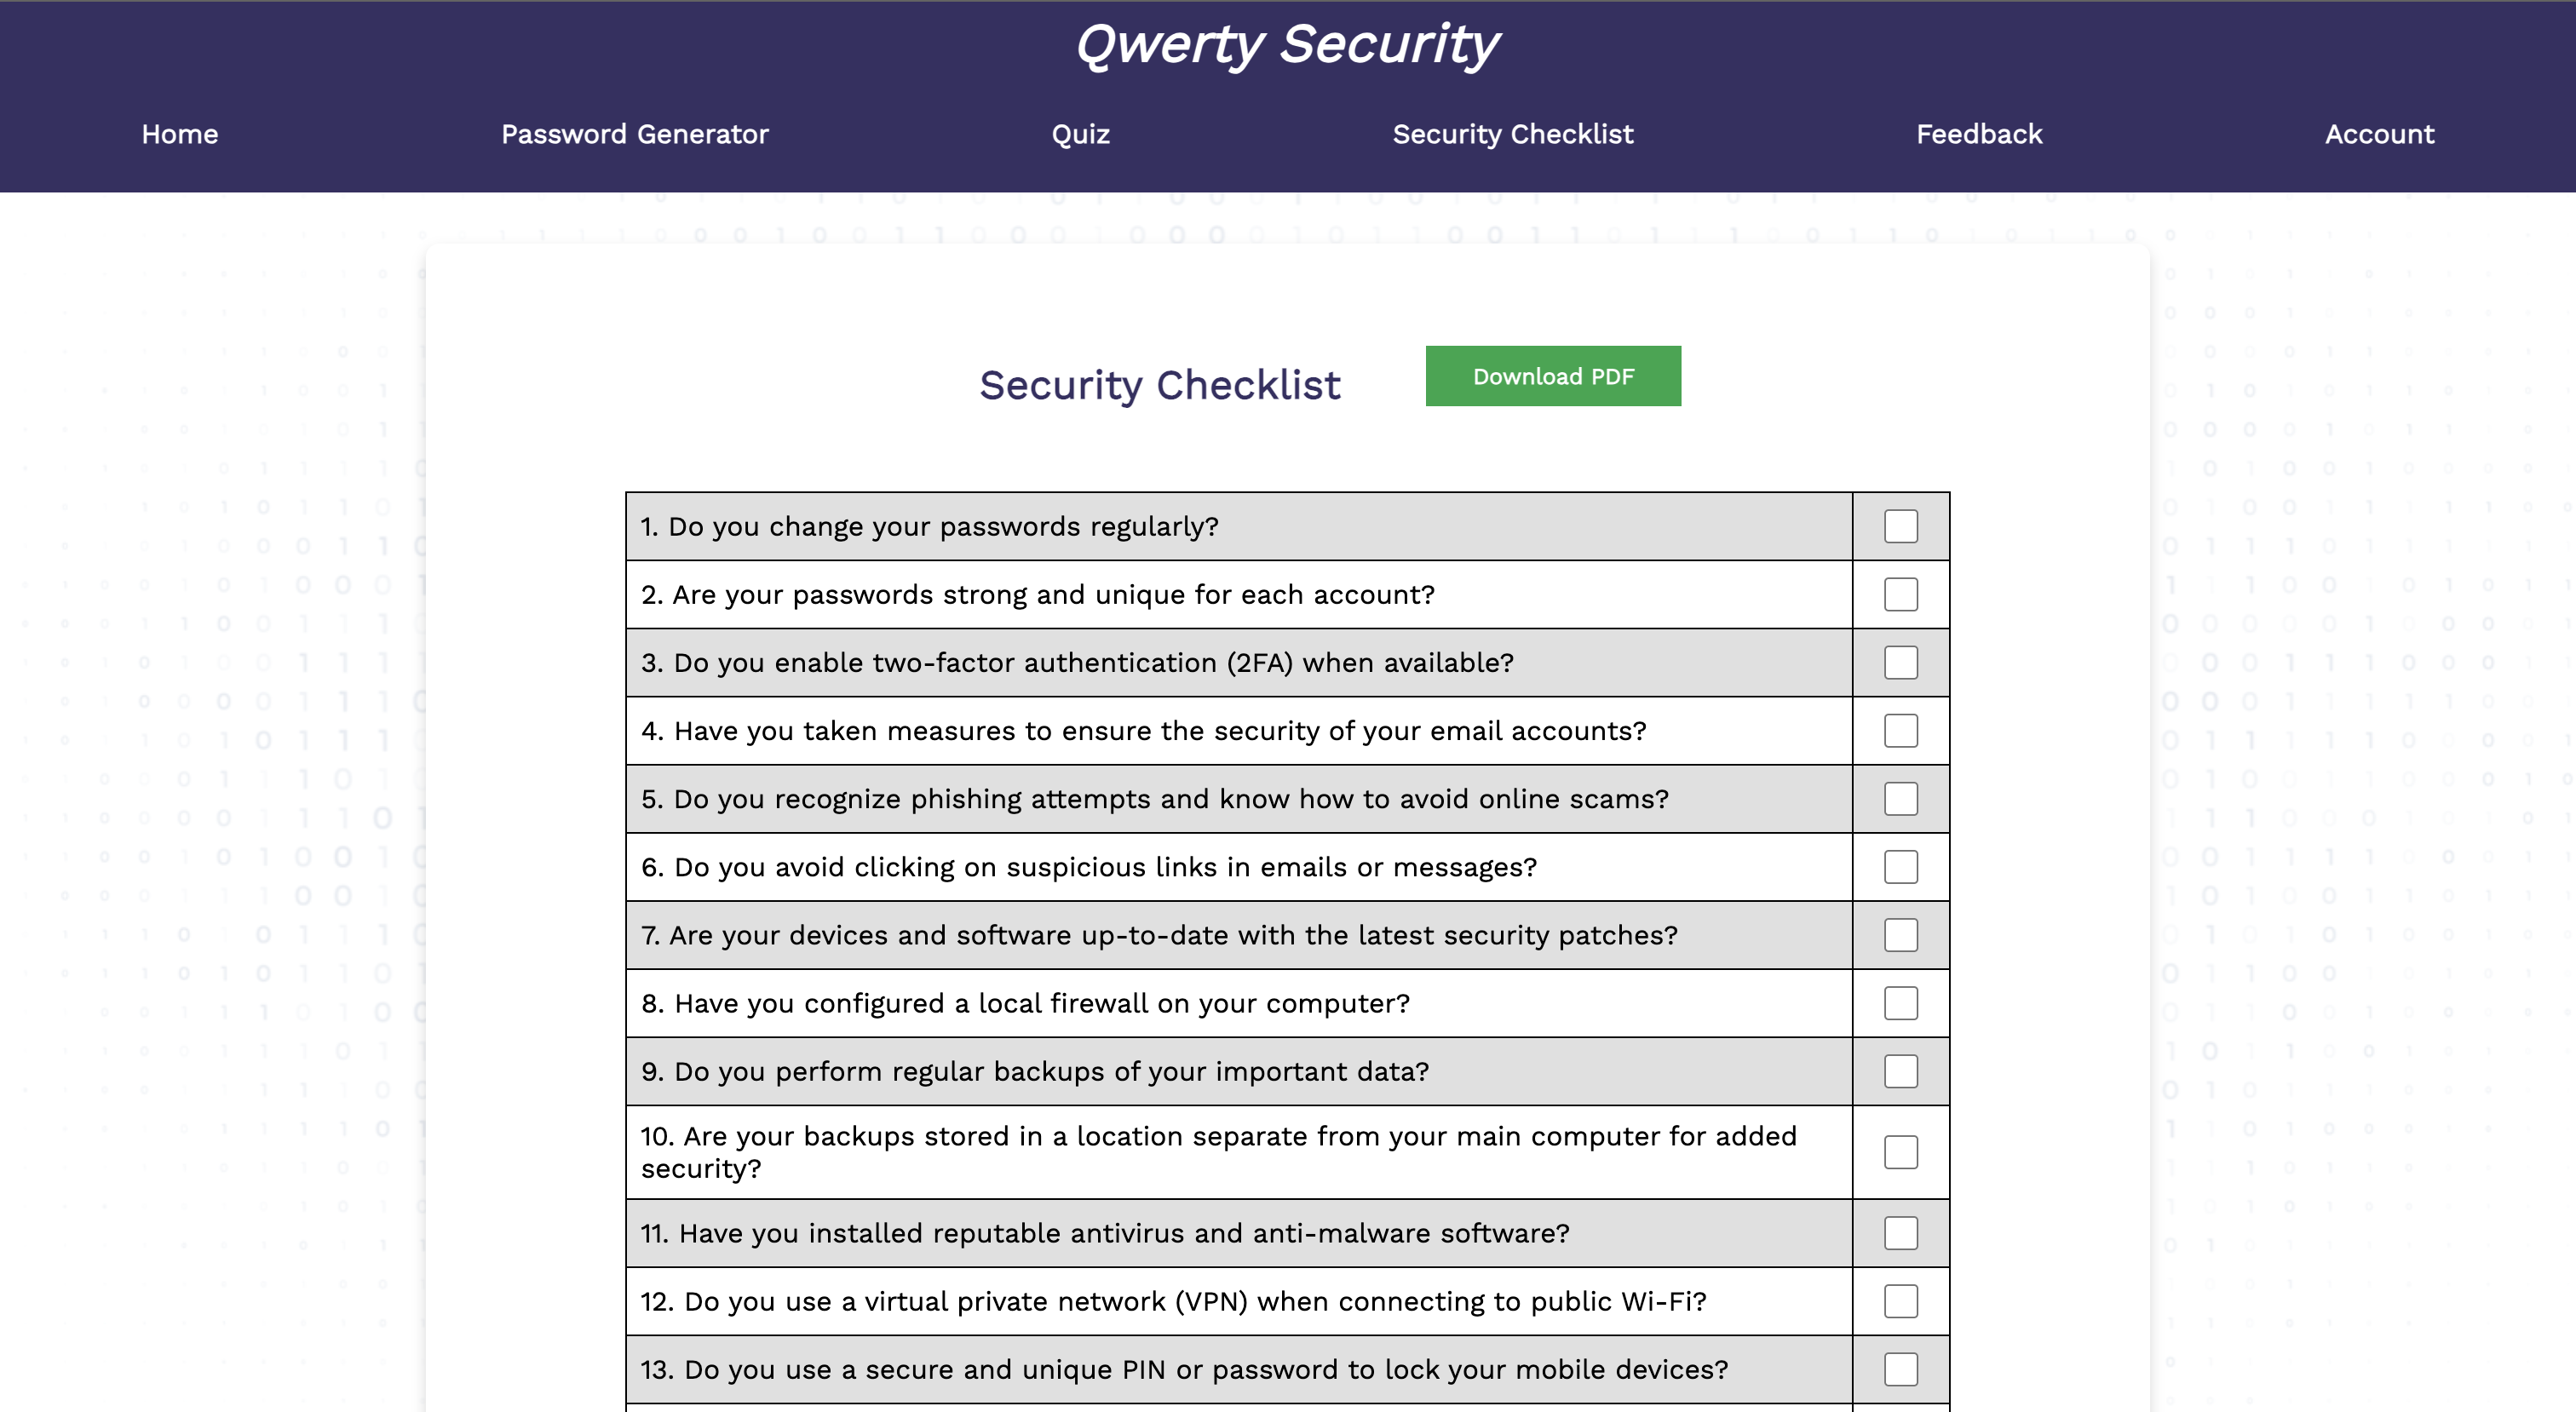 Qwerty Security
Home Password Generator Quiz Security Checklist Feedback Account
Security Checklist
Download PDF
1. Do you change your passwords regularly?
2. Are your passwords strong and unique for each account?
3. Do you enable two-factor authentication (2FA) when available?
4. Have you taken measures to ensure the security of your email accounts?
5. Do you recognize phishing attempts and know how to avoid online scams?
6. Do you avoid clicking on suspicious links in emails or messages?
7. Are your devices and software up-to-date with the latest security patches?
8. Have you configured a local firewall on your computer?
9. Do you perform regular backups of your important data?
10. Are your backups stored in a location separate from your main computer for added
security?
11. Have you installed reputable antivirus and anti-malware software?
12. Do you use a virtual private network (VPN) when connecting to public Wi-Fi?
13. Do you use a secure and unique PIN or password to lock your mobile devices?